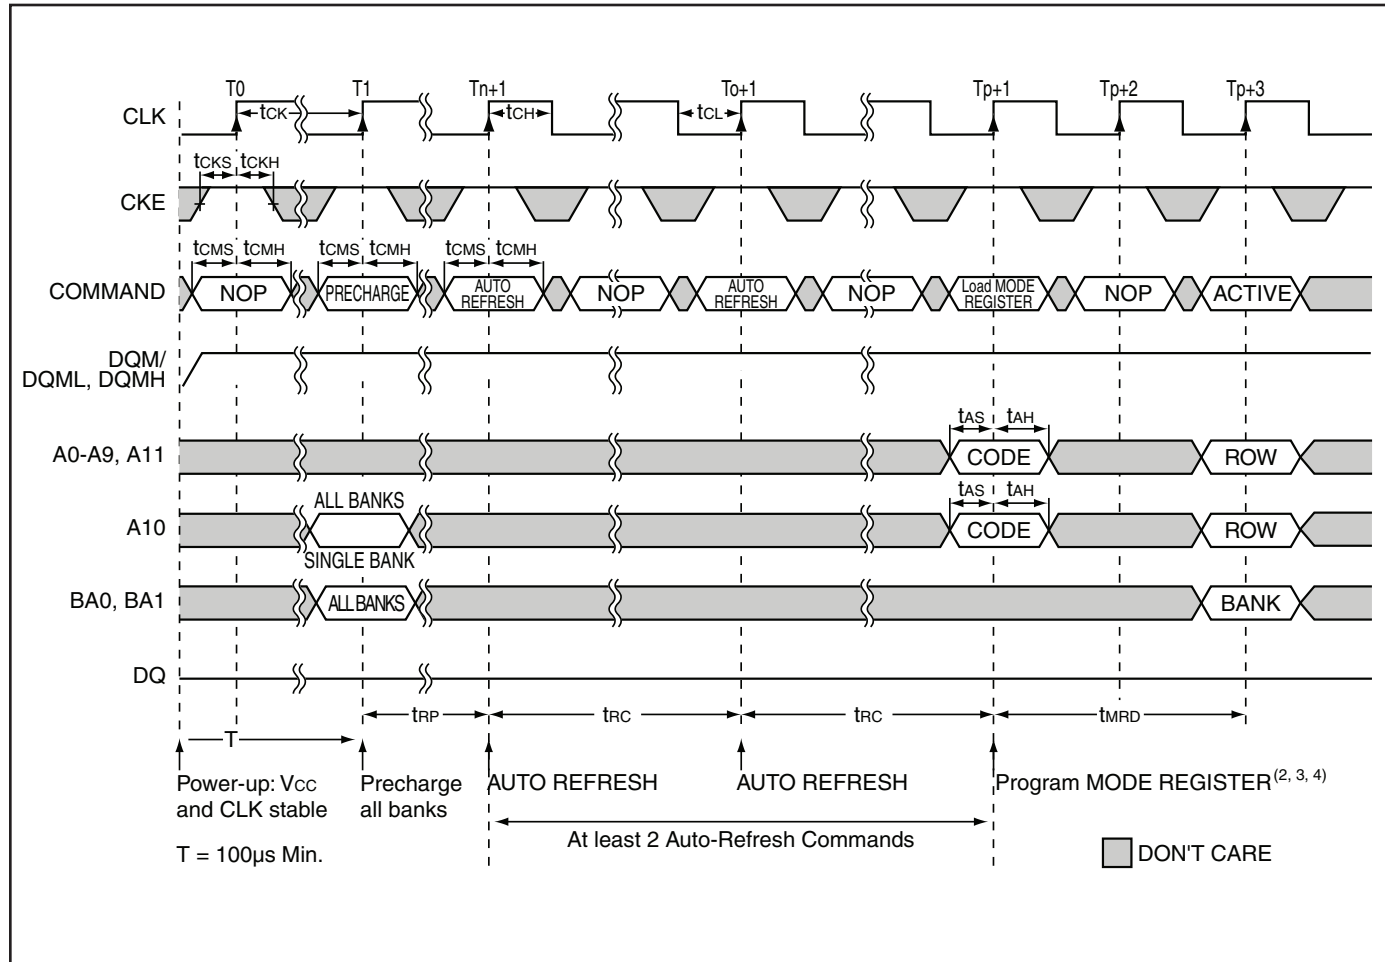 T0 T1 Tn+1 To+1 Tp+1 Tp+2 Tp+3
CLK tCK tCH tCL
tCKS tCKH
CKE
tCMS tCMH tCMS tCMH tCMS tCMH
COMMAND NOP PRECHARGE AUTO REFRESH NOP AUTO REFRESH NOP Load MODE REGISTER NOP ACTIVE
DQM/
DQML, DQMH
tAS tAH
A0-A9, A11 CODE ROW
ALL BANKS tAS tAH
A10 CODE ROW
SINGLE BANK
BA0, BA1 ALL BANKS BANK
DQ
tRP tRC tRC tMRD
T
Power-up: VCC
and CLK stable
Precharge
all banks
AUTO REFRESH
AUTO REFRESH
Program MODE REGISTER(2, 3, 4)
At least 2 Auto-Refresh Commands
T = 100μs Min.
DON'T CARE